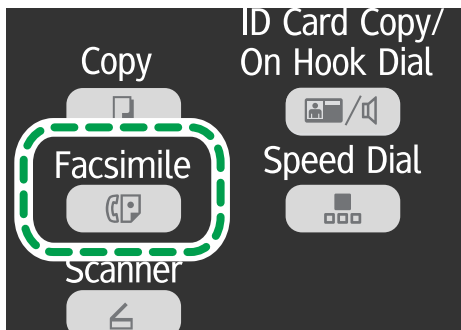 Copy
ID Card Copy/
On Hook Dial
Facsimile
Speed Dial
Scanner